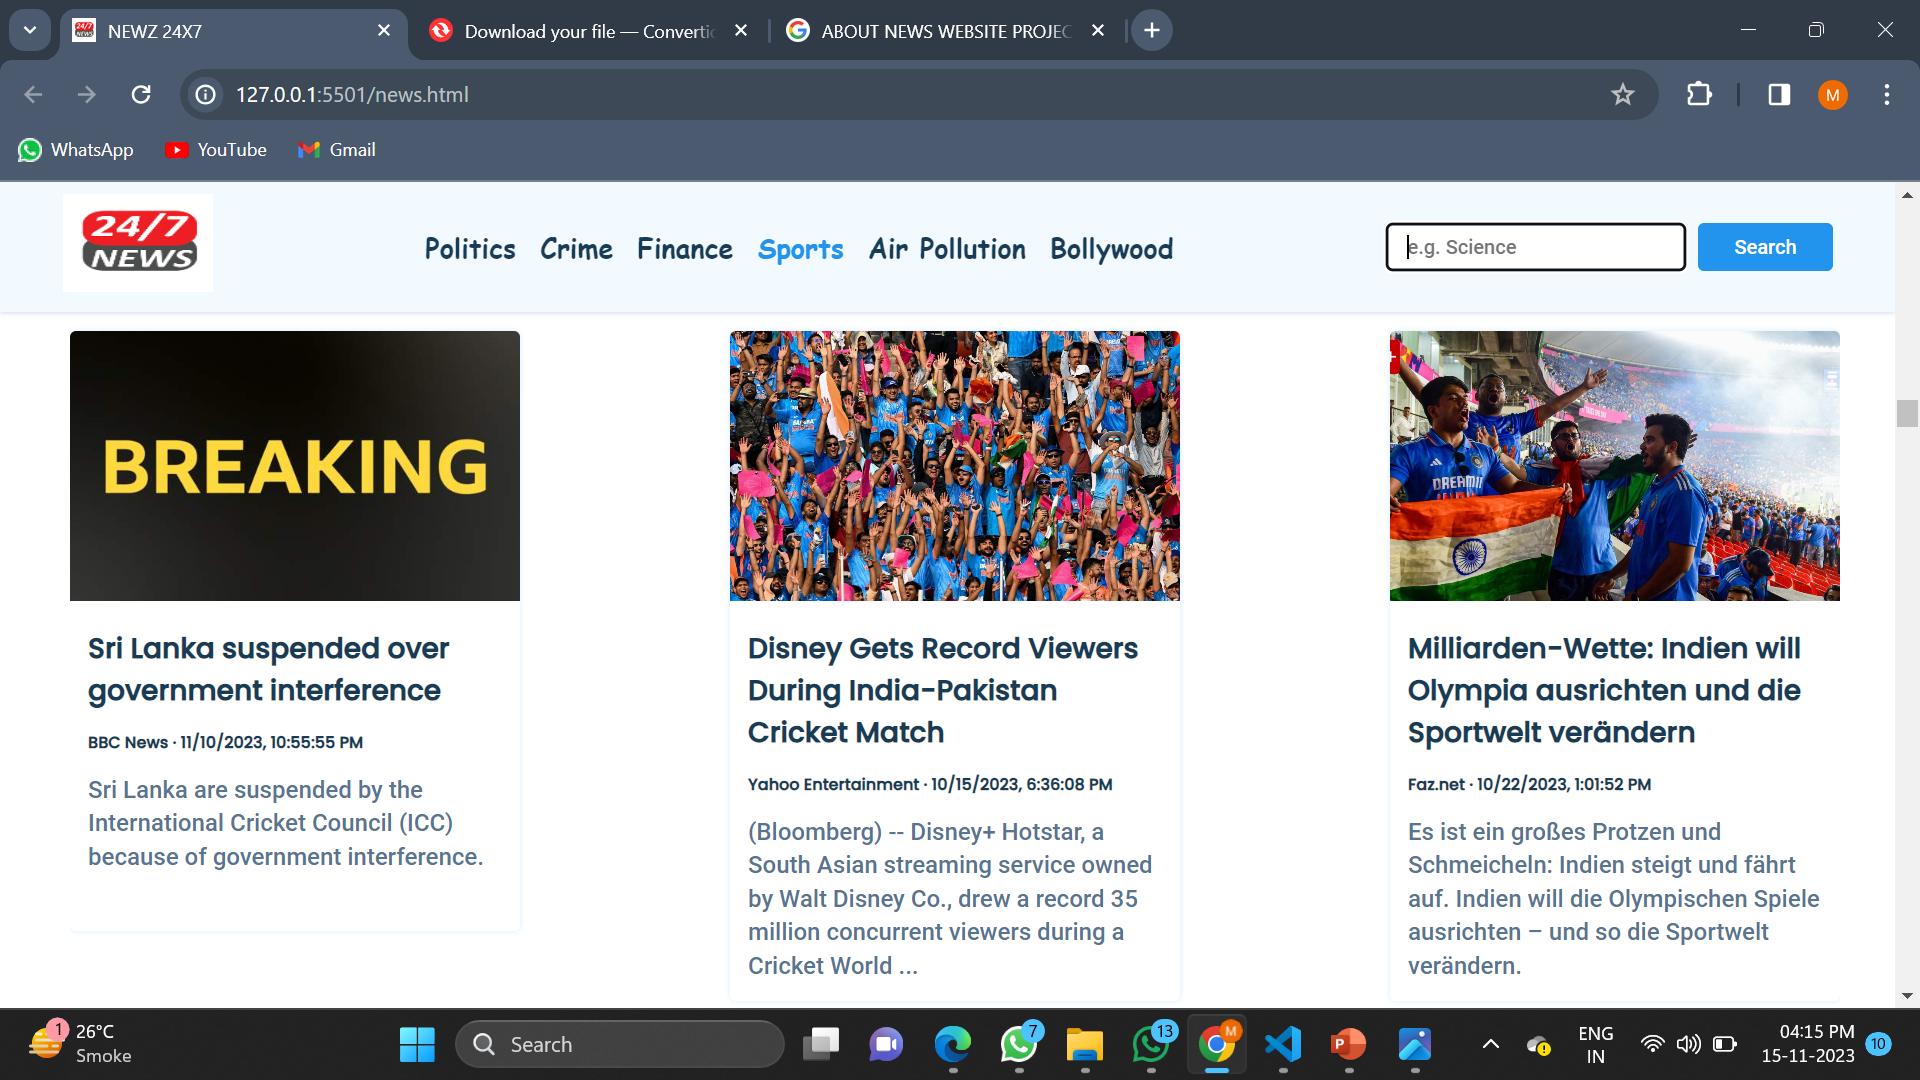 NEWZ 24X7
Download your file — Converti
ABOUT NEWS WEBSITE PROJEC
127.0.0.1:5501/news.html
M
WhatsApp
YouTube
Gmail
24/7
NEWS
Politics
Crime
Finance
Sports
Air Pollution
Bollywood
e.g. Science
Search
BREAKING
DREAM11
Sri Lanka suspended over
government interference
BBC News · 11/10/2023, 10:55:55 PM
Sri Lanka are suspended by the
International Cricket Council (ICC)
because of government interference.
Disney Gets Record Viewers
During India-Pakistan
Cricket Match
Yahoo Entertainment · 10/15/2023, 6:36:08 PM
(Bloomberg) -- Disney+ Hotstar, a
South Asian streaming service owned
by Walt Disney Co., drew a record 35
million concurrent viewers during a
Cricket World ...
Milliarden-Wette: Indien will
Olympia ausrichten und die
Sportwelt verändern
Faz.net · 10/22/2023, 1:01:52 PM
Es ist ein großes Protzen und
Schmeicheln: Indien steigt und fährt
auf. Indien will die Olympischen Spiele
ausrichten – und so die Sportwelt
verändern.
1
26°C
Smoke
Search
7
13
M
P
ENG
IN
04:15 PM
15-11-2023
10